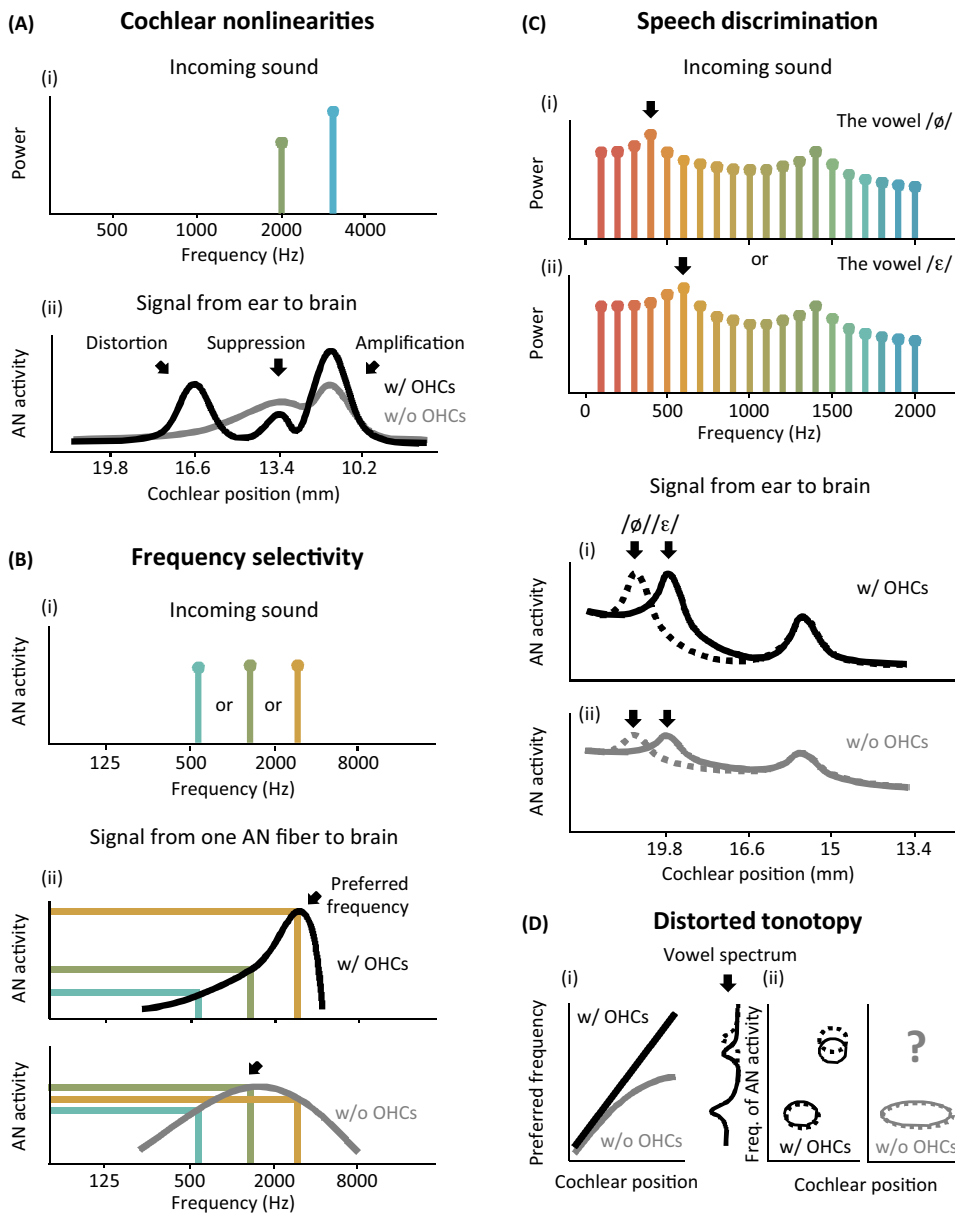 (A) Cochlear nonlinearities
(i) Incoming sound
Power
500 1000 2000 4000
Frequency (Hz)
(ii) Signal from ear to brain
Distortion Suppression Amplification
w/ OHCs
w/o OHCs
AN activity
19.8 16.6 13.4 10.2
Cochlear position (mm)
(B) Frequency selectivity
(i) Incoming sound
AN activity
or or
125 500 2000 8000
Frequency (Hz)
Signal from one AN fiber to brain
(ii)
Preferred
frequency
w/ OHCs
AN activity
w/o OHCs
AN activity
125 500 2000 8000
Frequency (Hz)
(C) Speech discrimination
Incoming sound
(i) The vowel /ø/
Power
or
(ii) The vowel /ε/
Power
0 500 1000 1500 2000
Frequency (Hz)
Signal from ear to brain
/ø/ /ε/
(i)
w/ OHCs
AN activity
(ii)
w/o OHCs
AN activity
19.8 16.6 15 13.4
Cochlear position (mm)
(D) Distorted tonotopy
Vowel spectrum
(i)
w/ OHCs
w/o OHCs
Preferred frequency
Cochlear position
(ii)
?
Freq. of AN activity
w/ OHCs w/o OHCs
Cochlear position